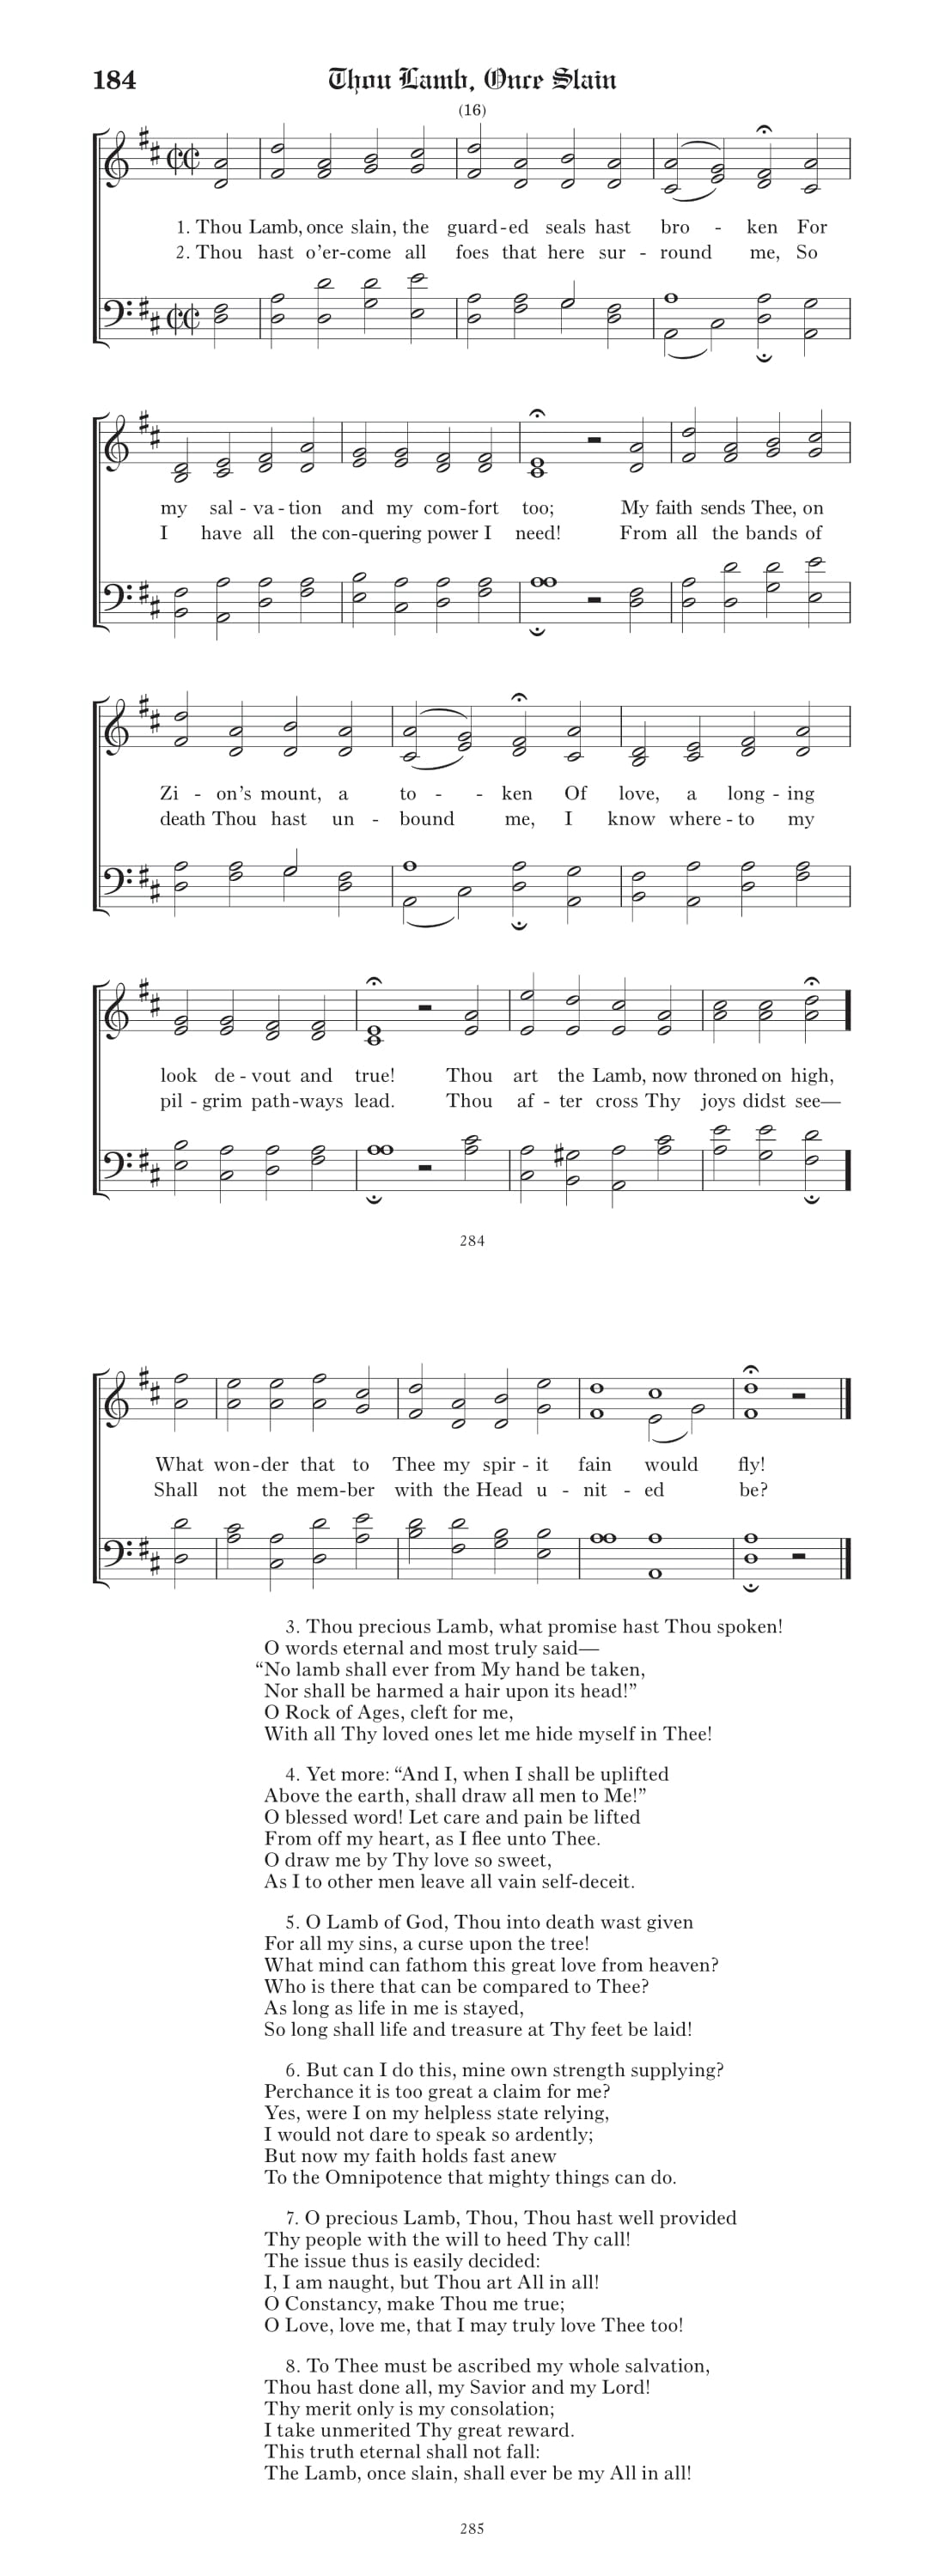 184 Thou Lamb, Once Slain
(16)
1. Thou Lamb, once slain, the guard-ed seals hast bro - ken For
2. Thou hast o’er-come all foes that here sur - round me, So
my sal - va - tion and my com-fort too; My faith sends Thee, on
I have all the con-quering power I need! From all the bands of
Zi - on’s mount, a to - - ken Of love, a long - ing
death Thou hast un - bound me, I know where - to my
look de - vout and true! Thou art the Lamb, now throned on high,
pil - grim path-ways lead. Thou af - ter cross Thy joys didst see—
284
What won-der that to Thee my spir - it fain would fly!
Shall not the mem-ber with the Head u - nit - ed be?
3. Thou precious Lamb, what promise hast Thou spoken!
O words eternal and most truly said—
“No lamb shall ever from My hand be taken,
Nor shall be harmed a hair upon its head!”
O Rock of Ages, cleft for me,
With all Thy loved ones let me hide myself in Thee!
4. Yet more: “And I, when I shall be uplifted
Above the earth, shall draw all men to Me!”
O blessed word! Let care and pain be lifted
From off my heart, as I flee unto Thee.
O draw me by Thy love so sweet,
As I to other men leave all vain self-deceit.
5. O Lamb of God, Thou into death wast given
For all my sins, a curse upon the tree!
What mind can fathom this great love from heaven?
Who is there that can be compared to Thee?
As long as life in me is stayed,
So long shall life and treasure at Thy feet be laid!
6. But can I do this, mine own strength supplying?
Perchance it is too great a claim for me?
Yes, were I on my helpless state relying,
I would not dare to speak so ardently;
But now my faith holds fast anew
To the Omnipotence that mighty things can do.
7. O precious Lamb, Thou, Thou hast well provided
Thy people with the will to heed Thy call!
The issue thus is easily decided:
I, I am naught, but Thou art All in all!
O Constancy, make Thou me true;
O Love, love me, that I may truly love Thee too!
8. To Thee must be ascribed my whole salvation,
Thou hast done all, my Savior and my Lord!
Thy merit only is my consolation;
I take unmerited Thy great reward.
This truth eternal shall not fall:
The Lamb, once slain, shall ever be my All in all!
285